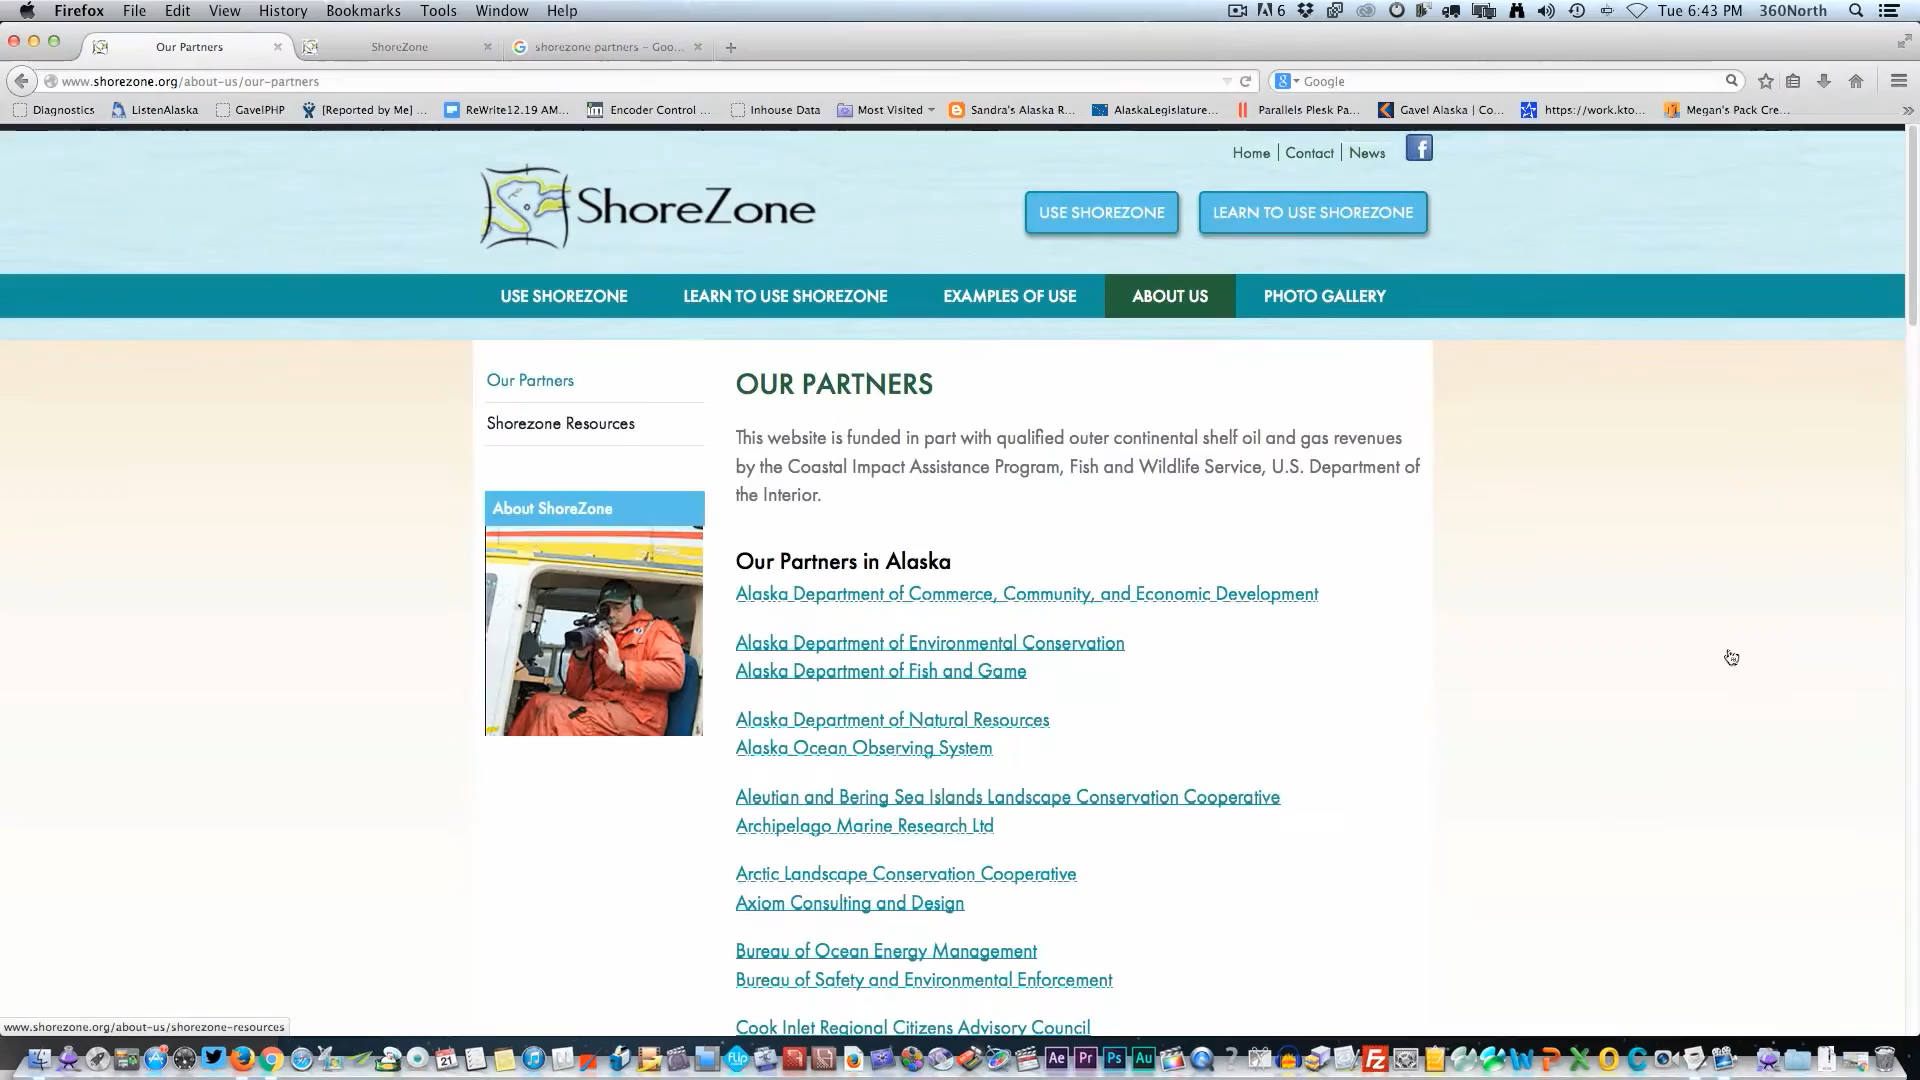 Firefox File Edit View History Bookmarks Tools Window Help 6 Tue 6:43 PM 360North
Our Partners ShoreZone shorezone partners – Goo...
www.shorezone.org/about-us/our-partners Google
Diagnostics ListenAlaska GavelPHP [Reported by Me] ... ReWrite12.19 AM... Encoder Control ... Inhouse Data Most Visited Sandra's Alaska R... AlaskaLegislature... Parallels Plesk Pa... Gavel Alaska | Co... https://work.kto... Megan's Pack Cre...
Home | Contact | News f
ShoreZone
USE SHOREZONE LEARN TO USE SHOREZONE
USE SHOREZONE LEARN TO USE SHOREZONE EXAMPLES OF USE ABOUT US PHOTO GALLERY
Our Partners
Shorezone Resources
About ShoreZone
OUR PARTNERS
This website is funded in part with qualified outer continental shelf oil and gas revenues
by the Coastal Impact Assistance Program, Fish and Wildlife Service, U.S. Department of
the Interior.
Our Partners in Alaska
Alaska Department of Commerce, Community, and Economic Development
Alaska Department of Environmental Conservation
Alaska Department of Fish and Game
Alaska Department of Natural Resources
Alaska Ocean Observing System
Aleutian and Bering Sea Islands Landscape Conservation Cooperative
Archipelago Marine Research Ltd
Arctic Landscape Conservation Cooperative
Axiom Consulting and Design
Bureau of Ocean Energy Management
Bureau of Safety and Environmental Enforcement
Cook Inlet Regional Citizens Advisory Council
www.shorezone.org/about-us/shorezone-resources
21 flip Ae Pr Ps Au ? Fz W P X O C